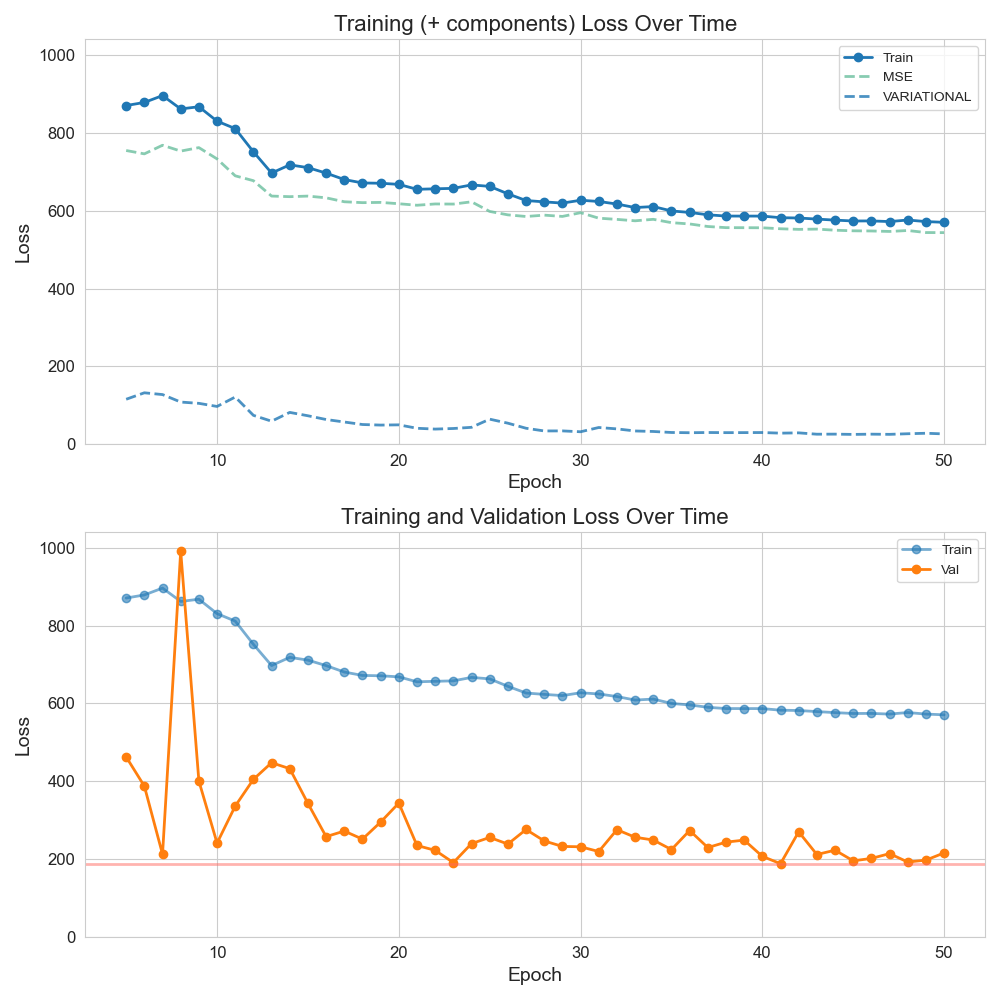 Training (+ components) Loss Over Time
1000
800
600
400
200
0
Loss
Train
MSE
VARIATIONAL
10 20 30 40 50
Epoch
Training and Validation Loss Over Time
1000
800
600
400
200
0
Loss
Train
Val
10 20 30 40 50
Epoch